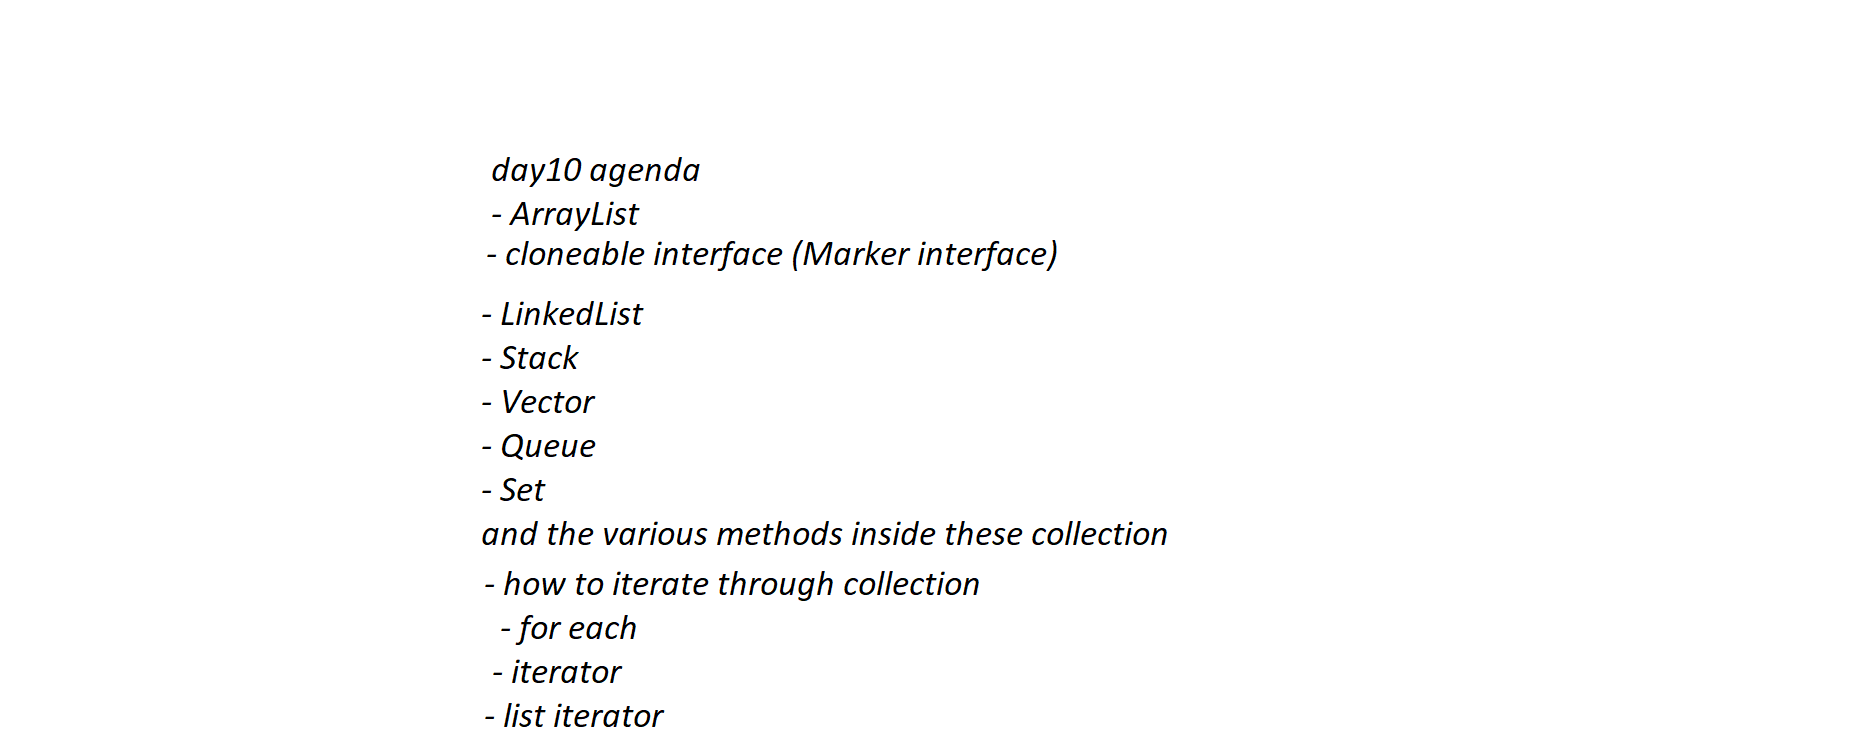 day10 agenda
- ArrayList
- cloneable interface (Marker interface)
- LinkedList
- Stack
- Vector
- Queue
- Set
and the various methods inside these collection
- how to iterate through collection
- for each
- iterator
- list iterator